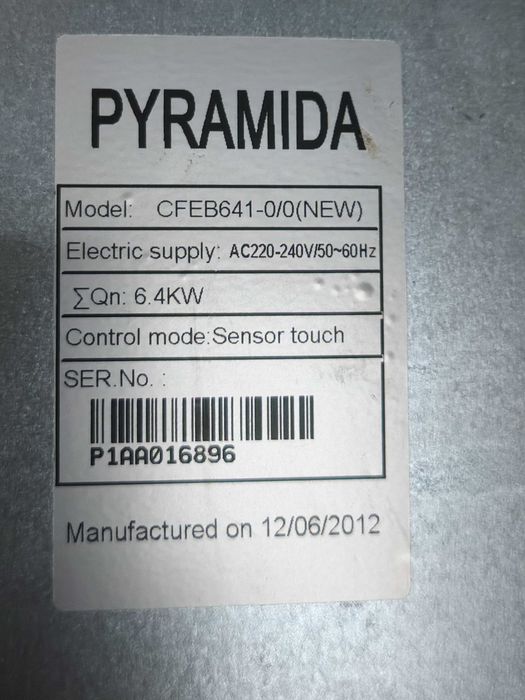 PYRAMIDA
Model: CFEB641-0/0(NEW)
Electric supply: AC220-240V/50~60Hz
∑Qn: 6.4KW
Control mode:Sensor touch
SER.No. :
P1AA016896
Manufactured on 12/06/2012